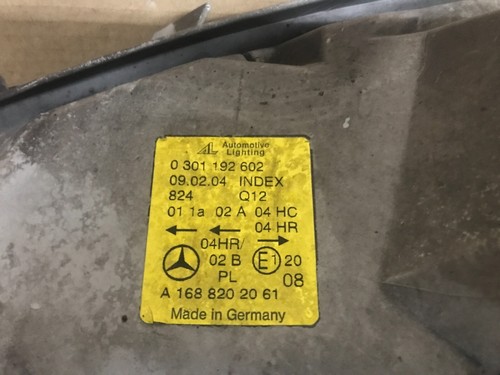 AL Automotive
Lighting
0 301 192 602
09.02.04 INDEX
824 Q12
01 1a 02 A 04 HC
04 HR
04HR/
02 B E1 20
PL 08
A 168 820 20 61
Made in Germany